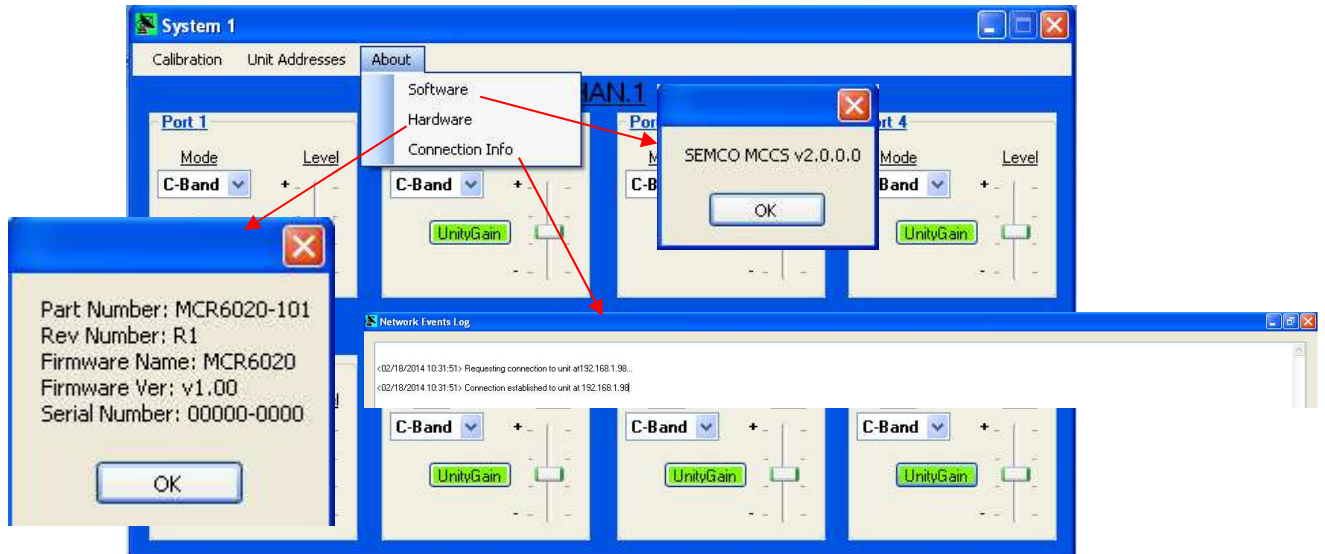 System 1
Calibration Unit Addresses About
Software
Hardware
Connection Info
HAN.1
Port 1
Mode Level
C-Band +
C-Band +
UnityGain
- 
Por
M
C-B
-
rt 4
Mode Level
Band +
UnityGain
-
SEMCO MCCS v2.0.0.0
OK
Part Number: MCR6020-101
Rev Number: R1
Firmware Name: MCR6020
Firmware Ver: v1.00
Serial Number: 00000-0000
OK
Network Events Log
<02/18/2014 10:31:51> Requesting connection to unit at192.168.1.98...
<02/18/2014 10:31:51> Connection established to unit at 192.168.1.98
C-Band + C-Band + C-Band +
UnityGain UnityGain UnityGain
- - -